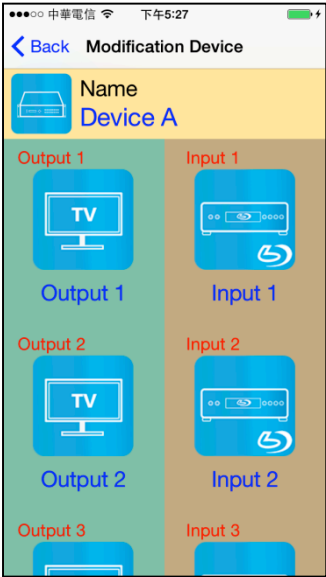 中華電信 下午5:27
Back Modification Device
Name
Device A
Output 1 Input 1
TV
Output 1 Input 1
Output 2 Input 2
TV
Output 2 Input 2
Output 3 Input 3